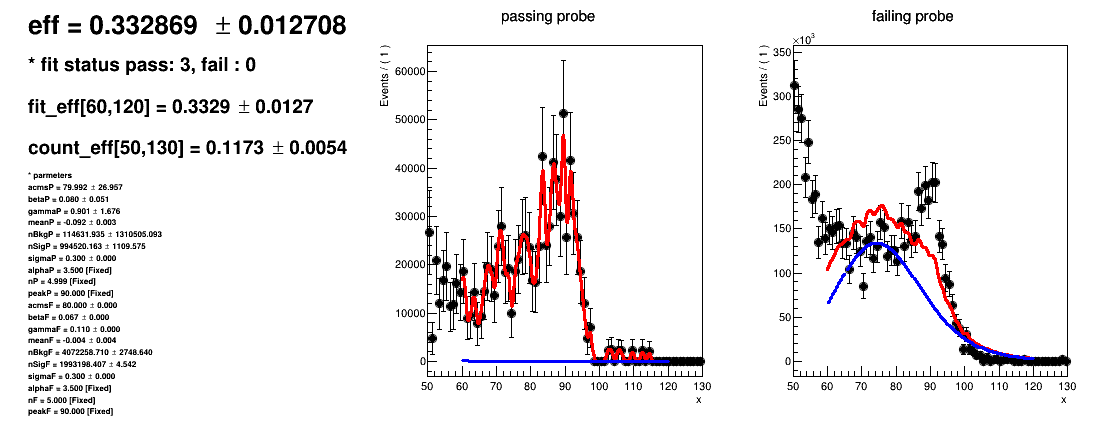 eff = 0.332869 ± 0.012708
* fit status pass: 3, fail : 0
fit_eff[60,120] = 0.3329 ± 0.0127
count_eff[50,130] = 0.1173 ± 0.0054
* parmeters
acmsP = 79.992 ± 26.957
betaP = 0.080 ± 0.051
gammaP = 0.901 ± 1.676
meanP = -0.092 ± 0.003
nBkgP = 114631.935 ± 1310505.093
nSigP = 994520.163 ± 1109.575
sigmaP = 0.300 ± 0.000
alphaP = 3.500 [Fixed]
nP = 4.999 [Fixed]
peakP = 90.000 [Fixed]
acmsF = 80.000 ± 0.000
betaF = 0.067 ± 0.000
gammaF = 0.110 ± 0.000
meanF = -0.004 ± 0.004
nBkgF = 4072258.710 ± 2748.640
nSigF = 1993198.407 ± 4.542
sigmaF = 0.300 ± 0.000
alphaF = 3.500 [Fixed]
nF = 5.000 [Fixed]
peakF = 90.000 [Fixed]
passing probe
Events / ( 1 )
60000
50000
40000
30000
20000
10000
0
50 60 70 80 90 100 110 120 130
x
failing probe
×10³
Events / ( 1 )
350
300
250
200
150
100
50
0
50 60 70 80 90 100 110 120 130
x